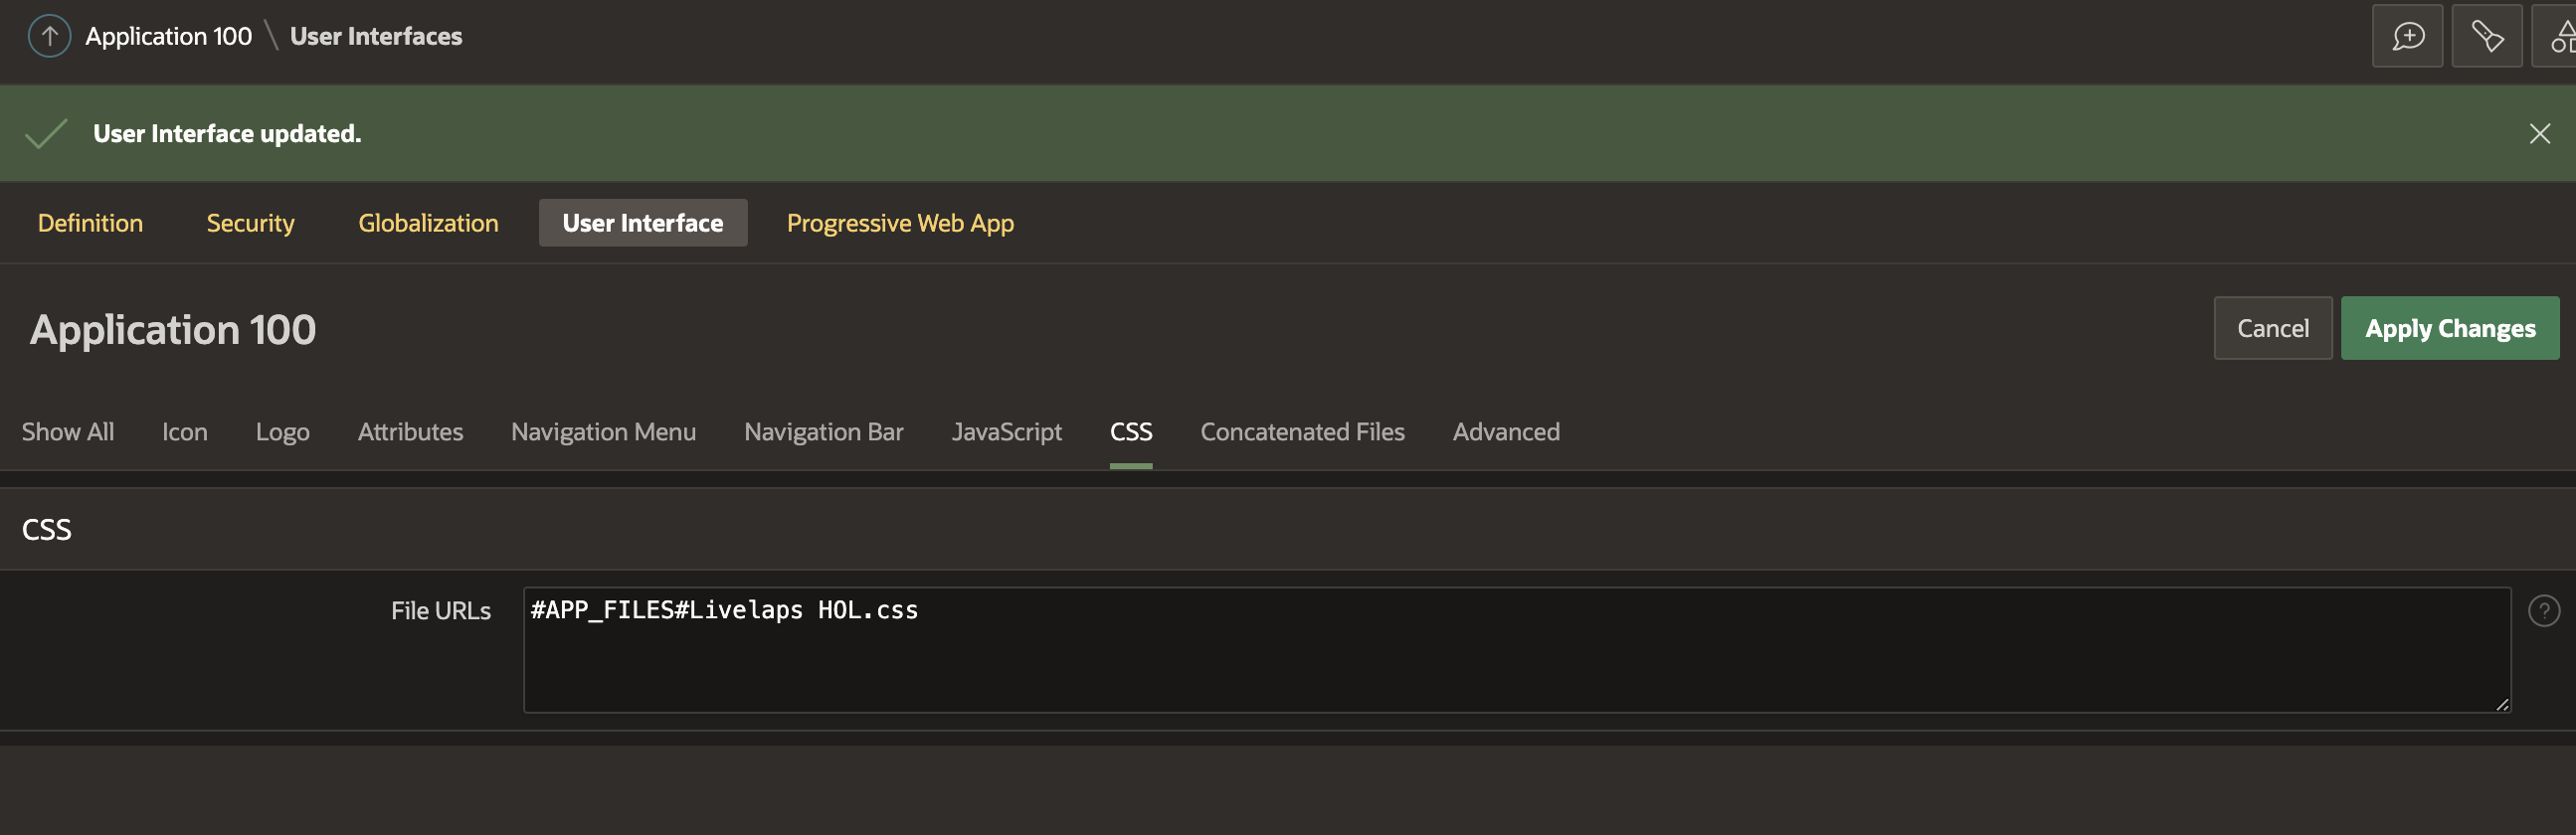 Application 100 \ User Interfaces
User Interface updated.
Definition Security Globalization User Interface Progressive Web App
Application 100
Cancel Apply Changes
Show All Icon Logo Attributes Navigation Menu Navigation Bar JavaScript CSS Concatenated Files Advanced
CSS
File URLs #APP_FILES#Livelaps HOL.css ?